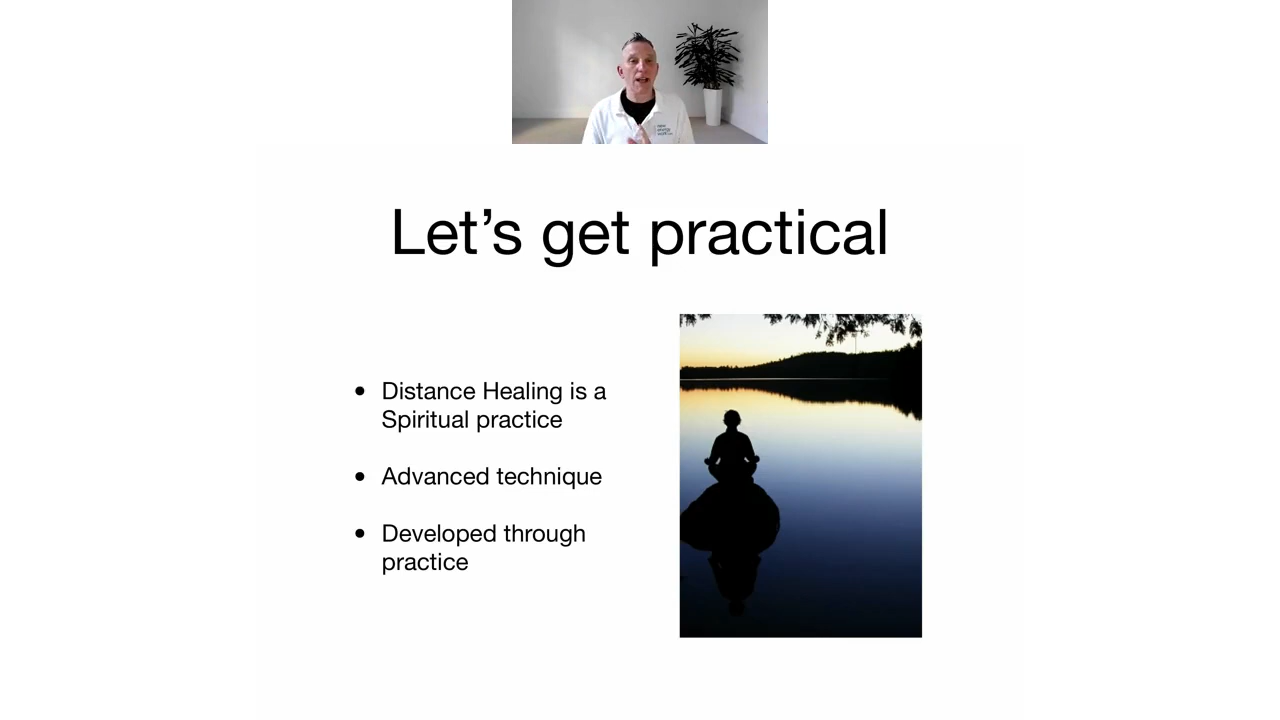 Let’s get practical
• Distance Healing is a
Spiritual practice
• Advanced technique
• Developed through
practice